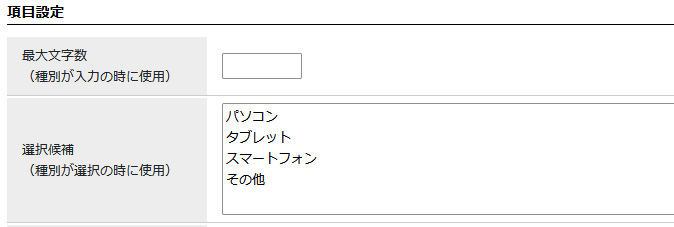 項目設定
最大文字数
（種別が入力の時に使用）
選択候補
（種別が選択の時に使用）
パソコン
タブレット
スマートフォン
その他